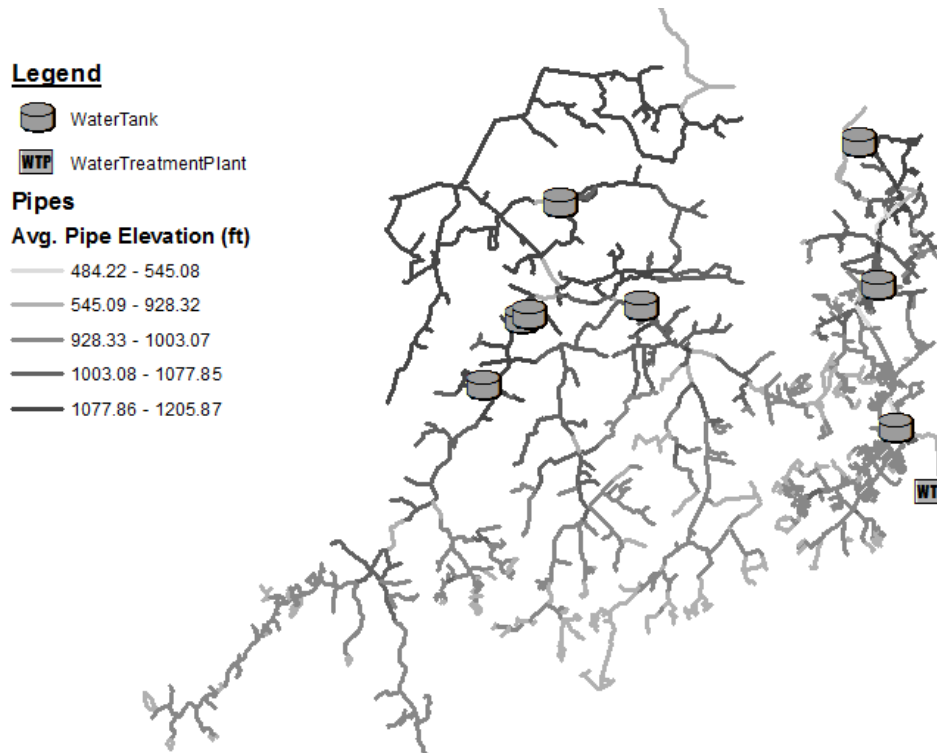 Legend
WaterTank
WTP WaterTreatmentPlant
Pipes
Avg. Pipe Elevation (ft)
484.22 - 545.08
545.09 - 928.32
928.33 - 1003.07
1003.08 - 1077.85
1077.86 - 1205.87
WT